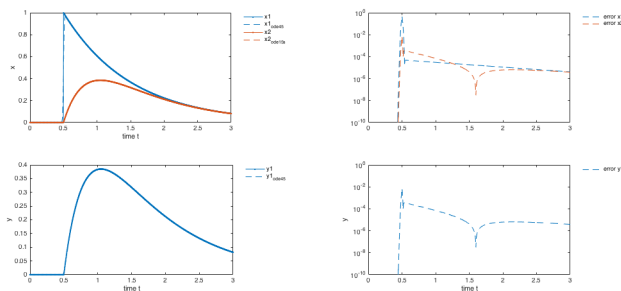 1
0.8
0.6
0.4
0.2
0
x
0 0.5 1 1.5 2 2.5 3
time t
x1
x1ode45
x2
x2ode15s
10^0
10^-2
10^-4
10^-6
10^-8
10^-10
0 0.5 1 1.5 2 2.5 3
error x
error x2
0.4
0.35
0.3
0.25
0.2
0.15
0.1
0.05
0
y
0 0.5 1 1.5 2 2.5 3
time t
y1
y1ode45
10^0
10^-2
10^-4
10^-6
10^-8
10^-10
y
0 0.5 1 1.5 2 2.5 3
time t
error y